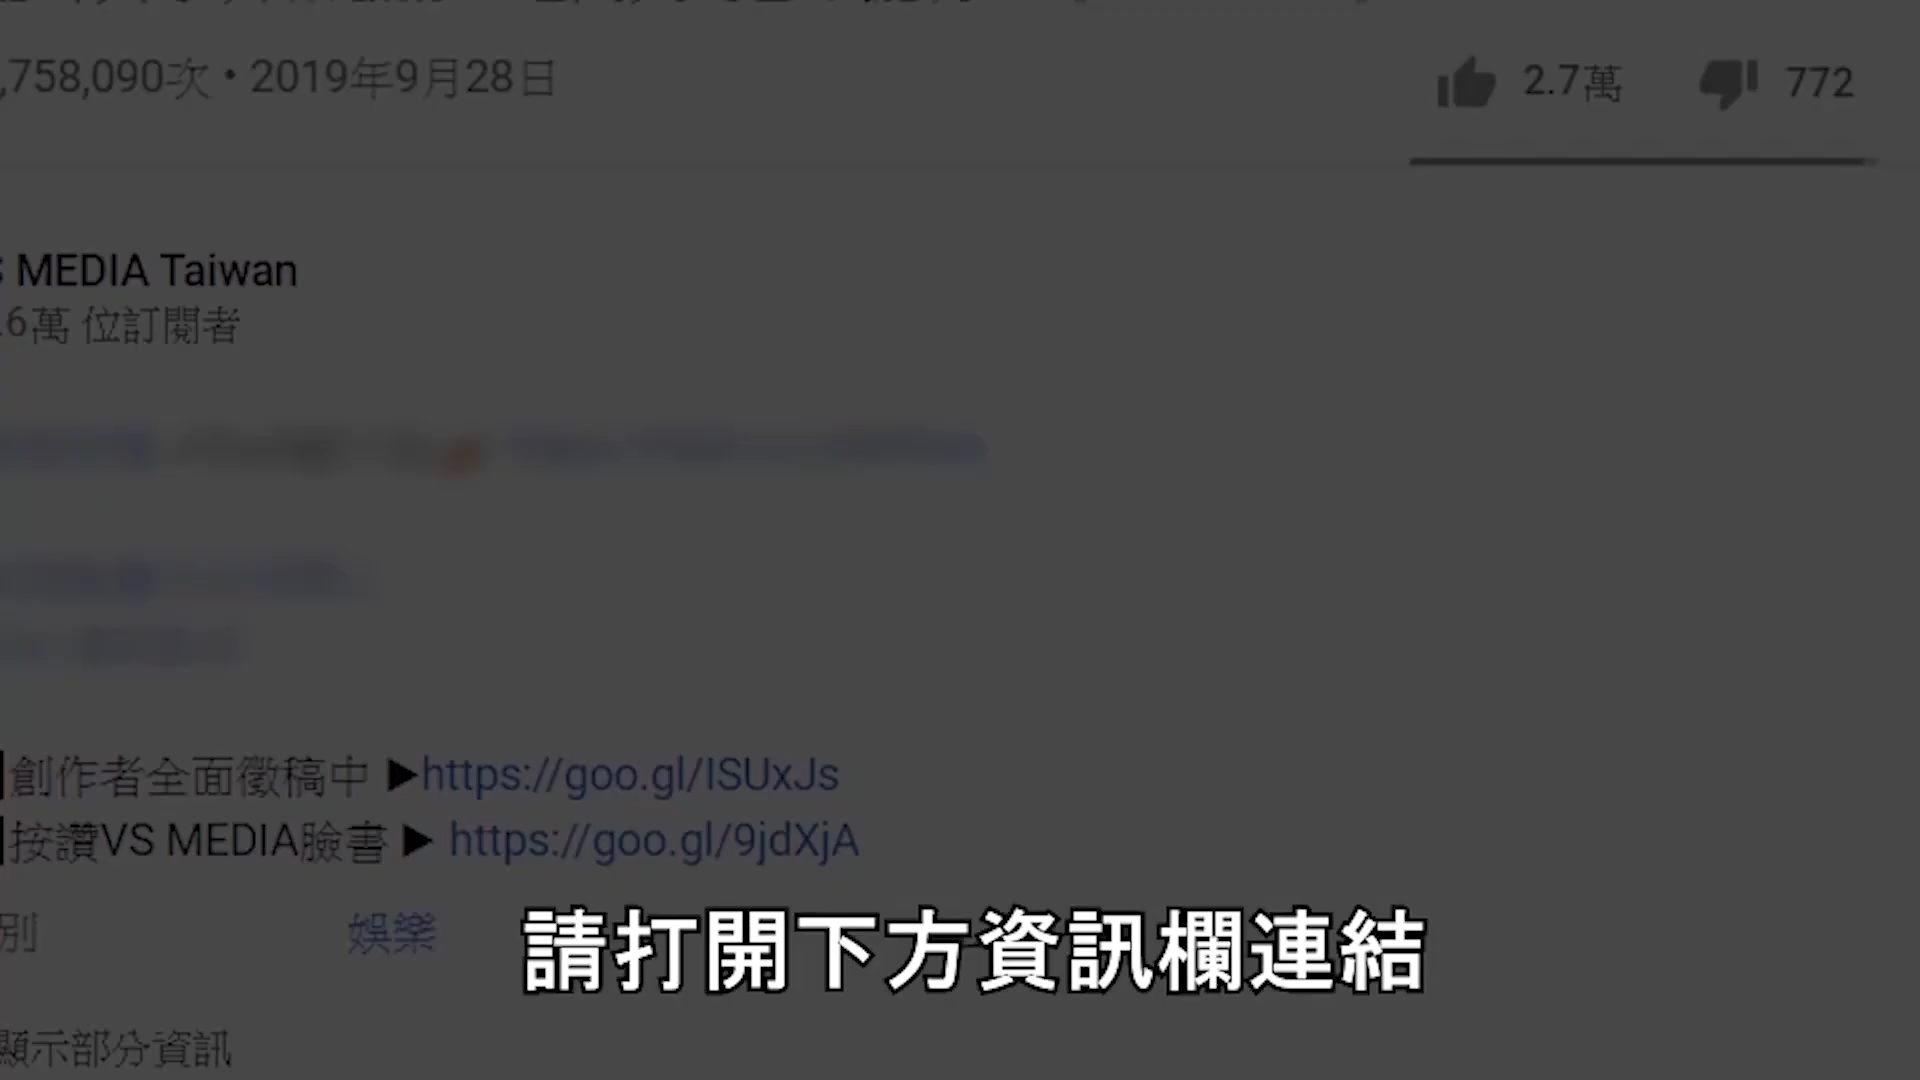 ,758,090次 • 2019年9月28日
2.7萬 772
MEDIA Taiwan
.6萬 位訂閱者
創作者全面徵稿中 ▶https://goo.gl/ISUxJs
按讚VS MEDIA臉書 ▶ https://goo.gl/9jdXjA
別 娛樂
請打開下方資訊欄連結
顯示部分資訊